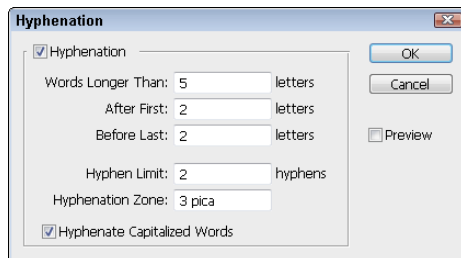 Hyphenation
Hyphenation
OK
Words Longer Than: 5 letters
Cancel
After First: 2 letters
Before Last: 2 letters
Preview
Hyphen Limit: 2 hyphens
Hyphenation Zone: 3 pica
Hyphenate Capitalized Words